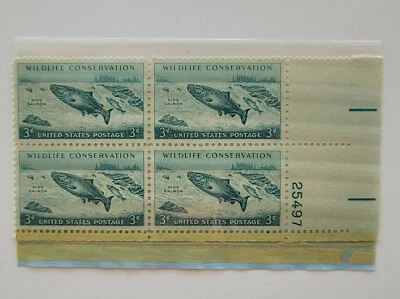 WILDLIFE CONSERVATION
KING
SALMON
3¢ UNITED STATES POSTAGE 3¢
WILDLIFE CONSERVATION
KING
SALMON
3¢ UNITED STATES POSTAGE 3¢
WILDLIFE CONSERVATION
KING
SALMON
3¢ UNITED STATES POSTAGE 3¢
WILDLIFE CONSERVATION
KING
SALMON
3¢ UNITED STATES POSTAGE 3¢
25497